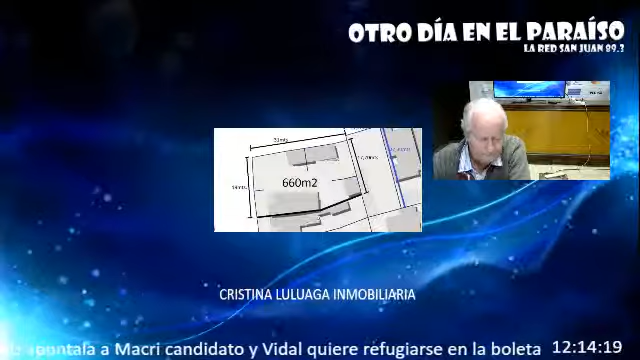 OTRO DÍA EN EL PARAÍSO
LA RED SAN JUAN 89.3
660m2
CRISTINA LULUAGA INMOBILIARIA
apuntala a Macri candidato y Vidal quiere refugiarse en la boleta
12:14:19